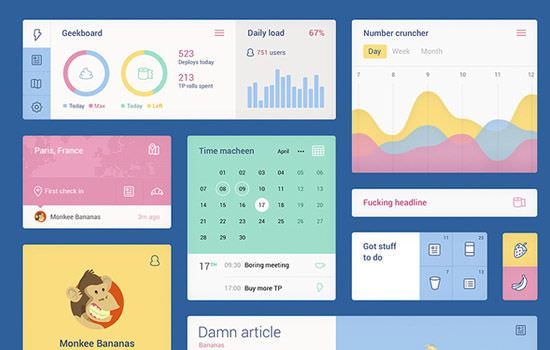 Geekboard
523
Deploys today
213
TP rolls spent
Today Max
Today Left
Daily load 67%
751 users
Number cruncher
Day Week Month
7 8 9 10 11 12
Paris, France
First check in
Monkee Bananas 3m ago
Time macheen April
01 02 03 04 05 06
07 08 09 10 11 12 13
14 15 16 17 18 19 20
21 22 23 24 25 26 27
28 29 30
17TH 09:30 Boring meeting
17:00 Buy more TP
Fucking headline
Got stuff
to do
11 25
7 13
Monkee Bananas
Damn article
Bananas